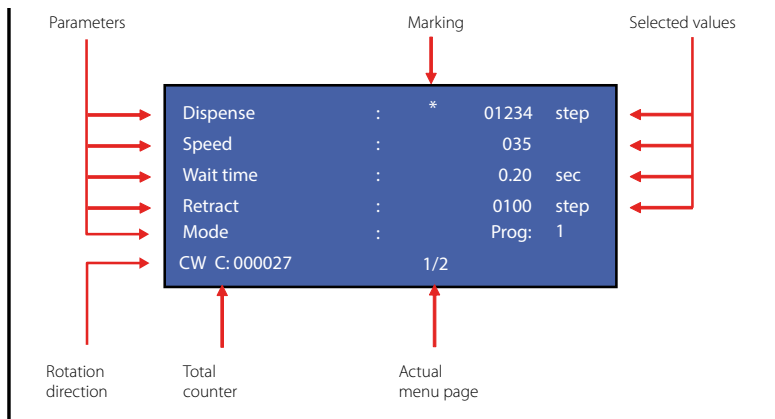 Parameters Marking Selected values
Dispense : * 01234 step
Speed : 035
Wait time : 0.20 sec
Retract : 0100 step
Mode : Prog: 1
CW C: 000027 1/2
Rotation Total Actual
direction counter menu page